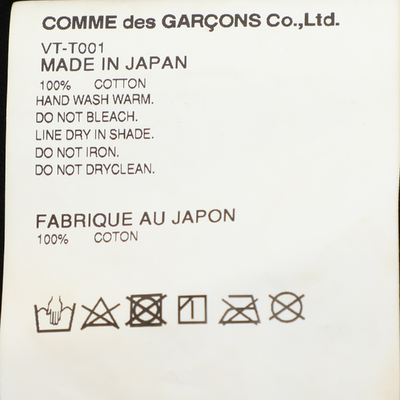 COMME des GARÇONS Co.,Ltd.
VT-T001
MADE IN JAPAN
100% COTTON
HAND WASH WARM.
DO NOT BLEACH.
LINE DRY IN SHADE.
DO NOT IRON.
DO NOT DRYCLEAN.
FABRIQUE AU JAPON
100% COTON